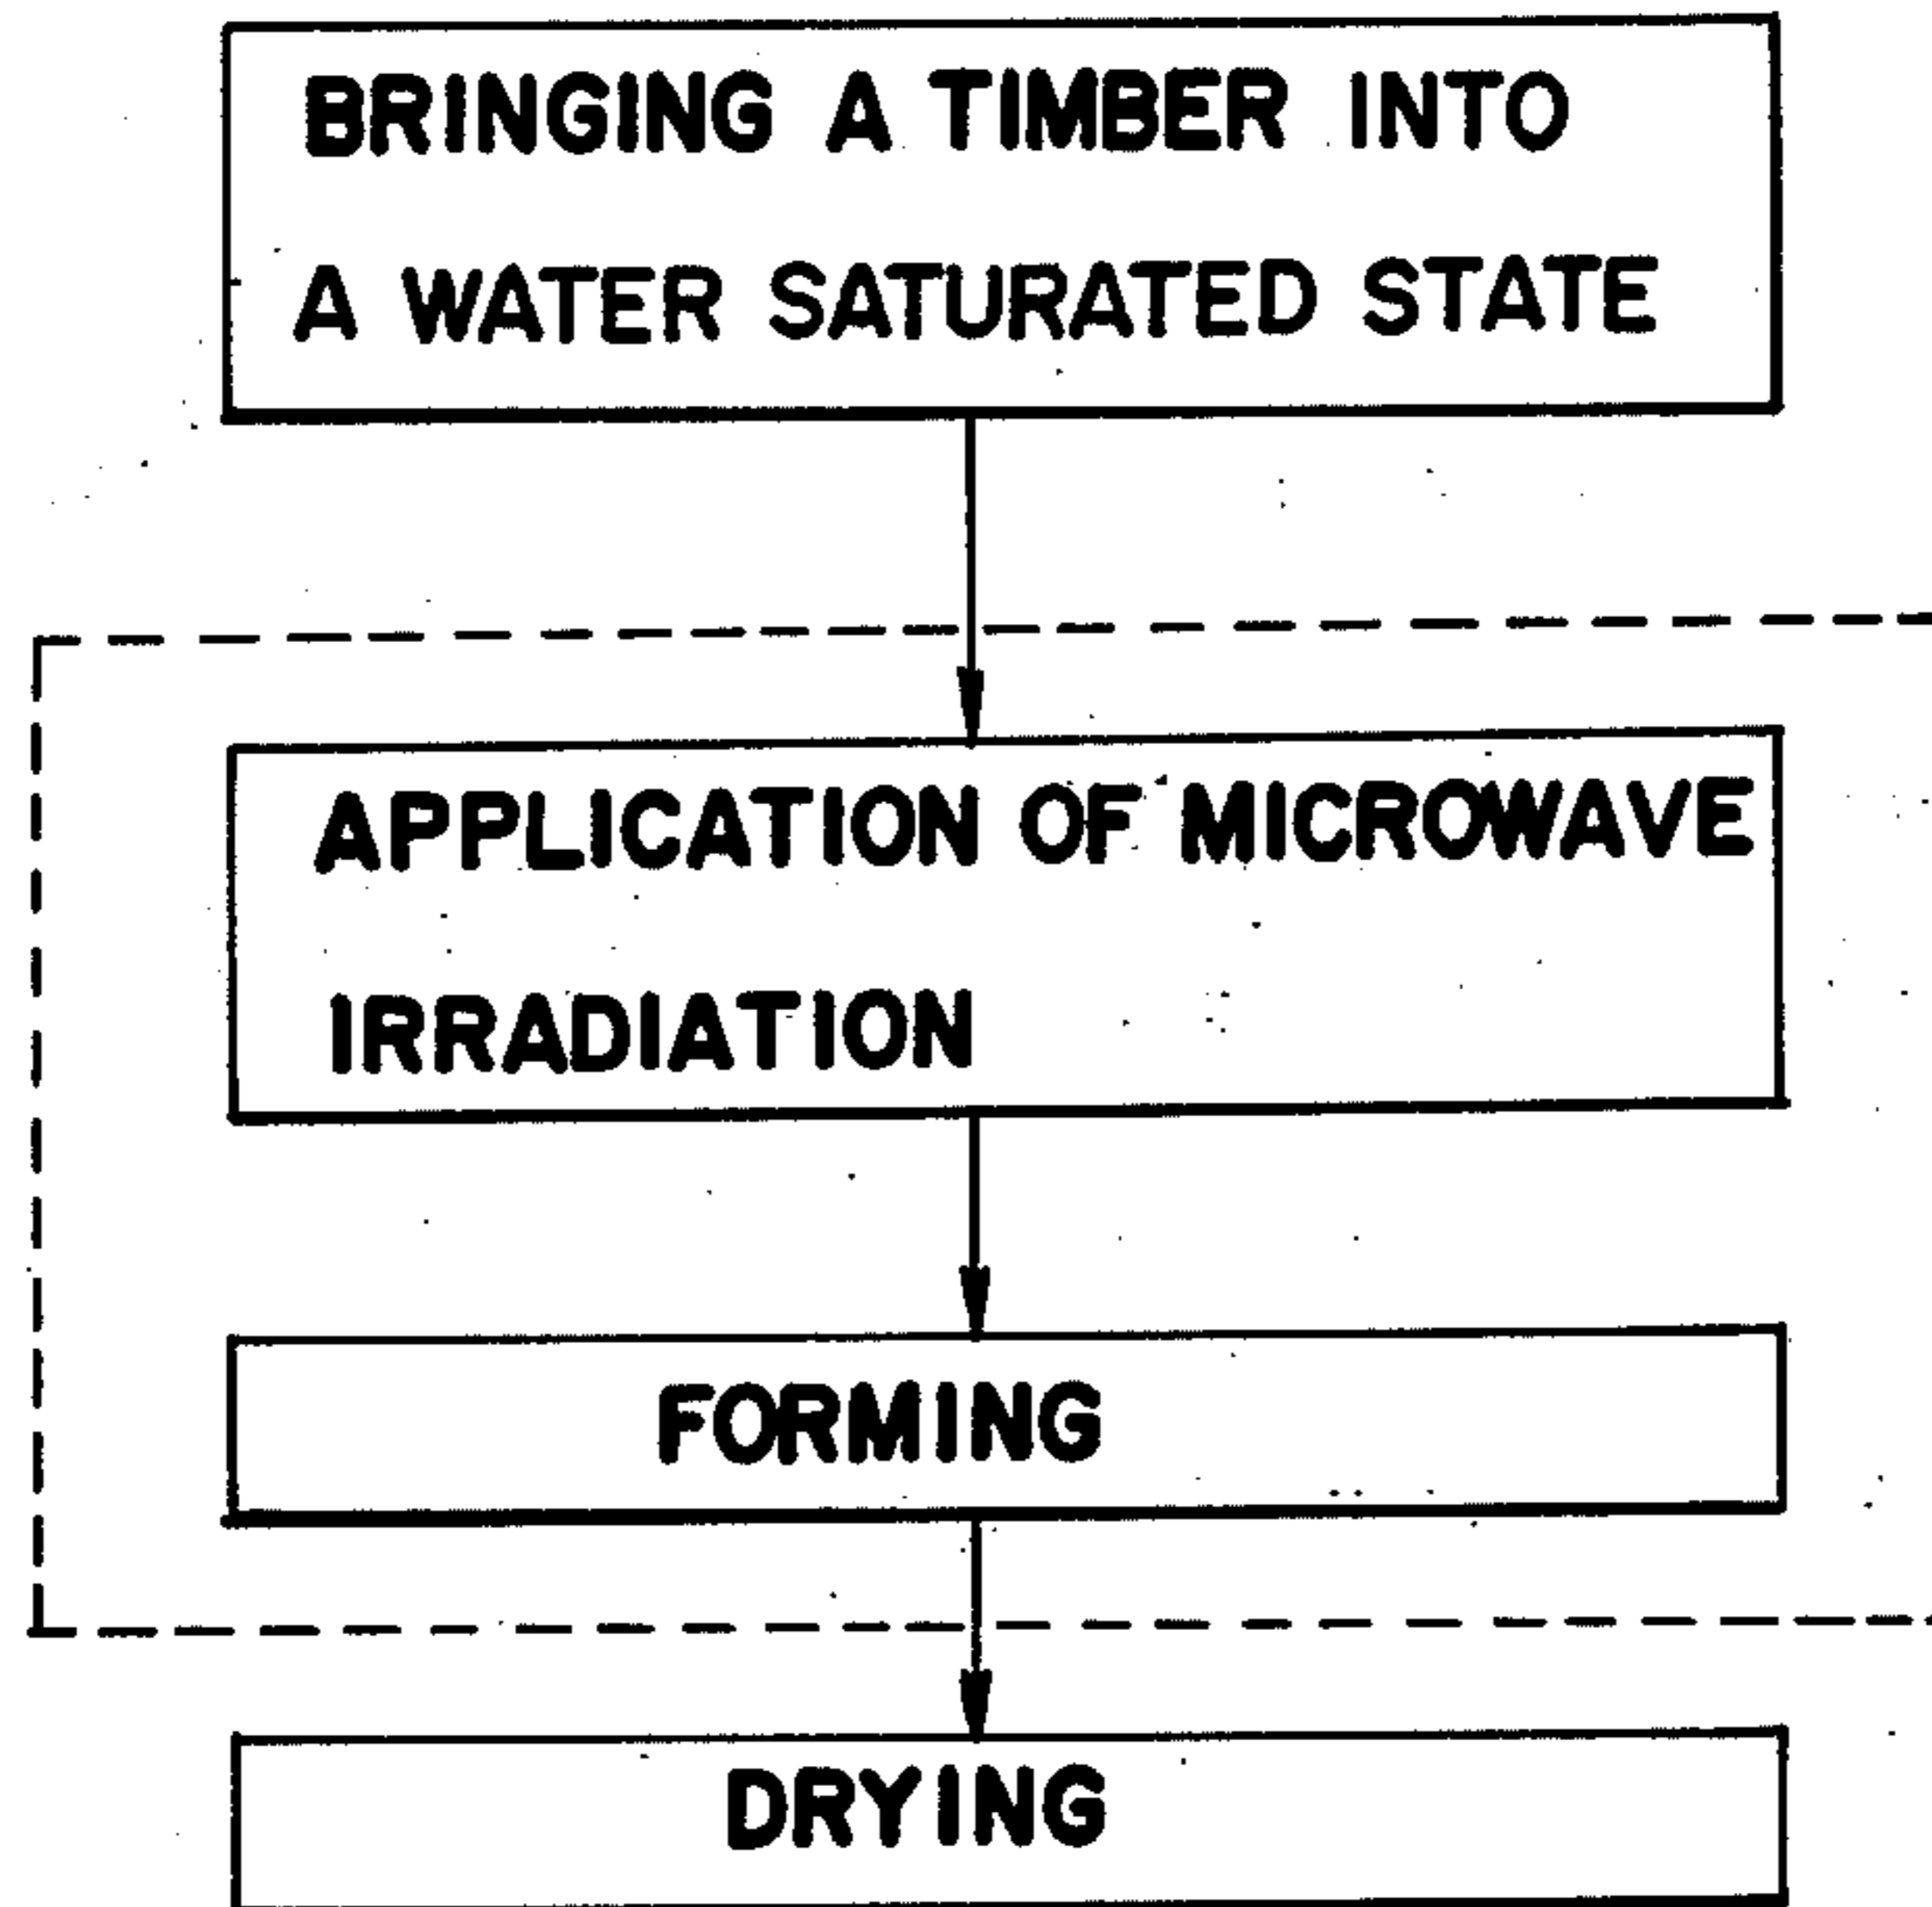 BRINGING A TIMBER INTO
A WATER SATURATED STATE
APPLICATION OF MICROWAVE
IRRADIATION
FORMING
DRYING